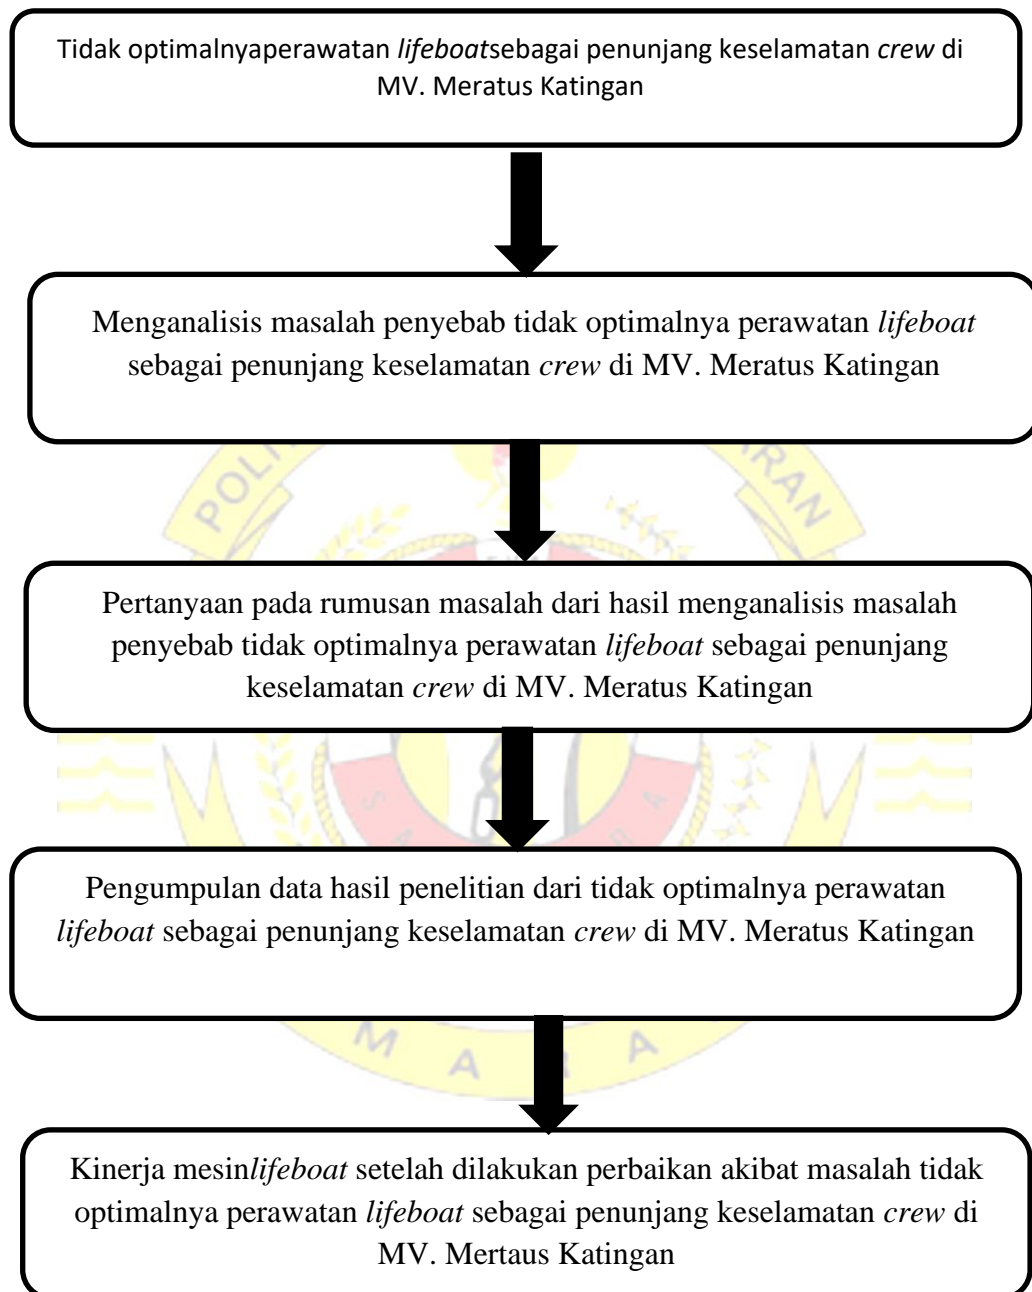 Tidak optimalnyaperawatan lifeboatsebagai penunjang keselamatan crew di
MV. Meratus Katingan
Menganalisis masalah penyebab tidak optimalnya perawatan lifeboat
sebagai penunjang keselamatan crew di MV. Meratus Katingan
Pertanyaan pada rumusan masalah dari hasil menganalisis masalah
penyebab tidak optimalnya perawatan lifeboat sebagai penunjang
keselamatan crew di MV. Meratus Katingan
Pengumpulan data hasil penelitian dari tidak optimalnya perawatan
lifeboat sebagai penunjang keselamatan crew di MV. Meratus Katingan
Kinerja mesinlifeboat setelah dilakukan perbaikan akibat masalah tidak
optimalnya perawatan lifeboat sebagai penunjang keselamatan crew di
MV. Mertaus Katingan